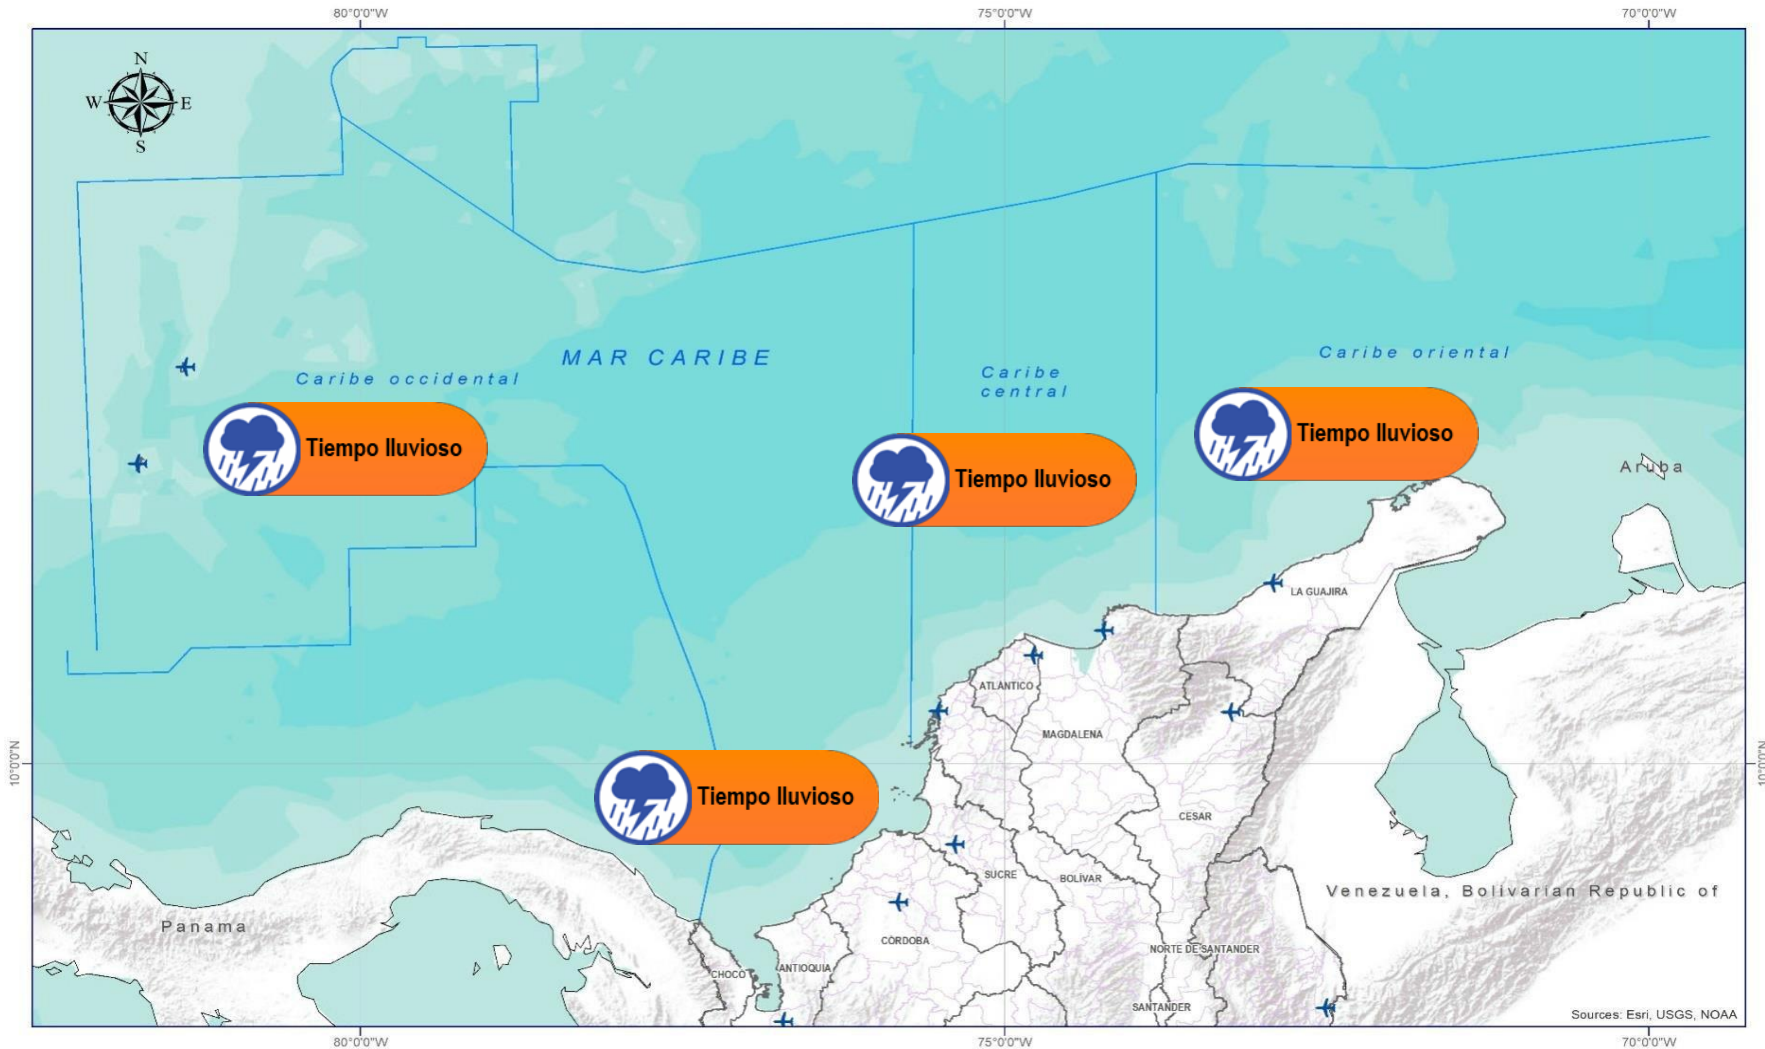 80°0'0"W
75°0'0"W
70°0'0"W
N
W
E
S
MAR CARIBE
Caribe occidental
Caribe
central
Caribe oriental
Tiempo lluvioso
Tiempo lluvioso
Tiempo lluvioso
Aruba
LA GUAJIRA
ATLÁNTICO
MAGDALENA
10°0'0"N
10°0'0"N
Tiempo lluvioso
CESAR
SUCRE
BOLÍVAR
Venezuela, Bolivarian Republic of
Panama
CÓRDOBA
NORTE DE SANTANDER
CHOCO
ANTIOQUIA
SANTANDER
Sources: Esri, USGS, NOAA
80°0'0"W
75°0'0"W
70°0'0"W